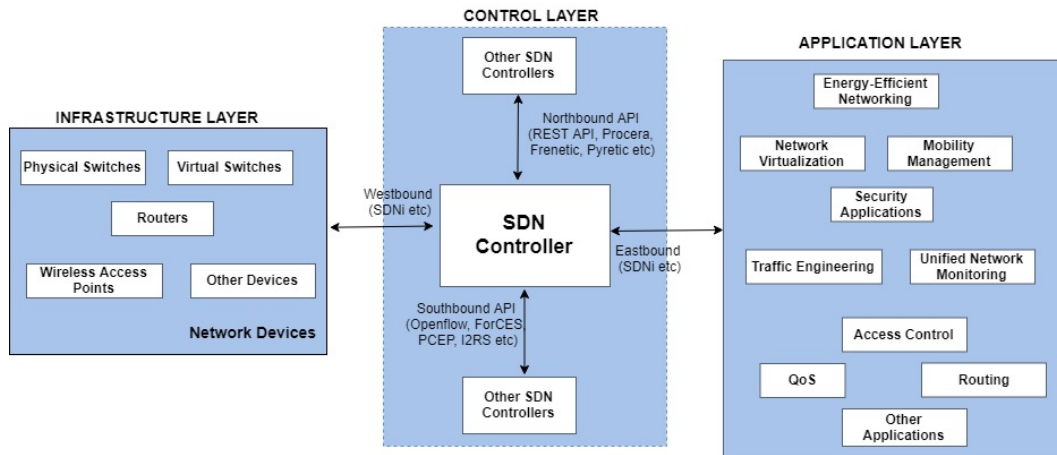 CONTROL LAYER
Other SDN
Controllers
Northbound API
(REST API, Procera,
Frenetic, Pyretic etc)
INFRASTRUCTURE LAYER
Physical Switches
Virtual Switches
Routers
Wireless Access
Points
Other Devices
Network Devices
Westbound
(SDNi etc)
SDN
Controller
Eastbound
(SDNi etc)
Southbound API
(Openflow, ForCES,
PCEP, I2RS etc)
Other SDN
Controllers
APPLICATION LAYER
Energy-Efficient
Networking
Network
Virtualization
Mobility
Management
Security
Applications
Traffic Engineering
Unified Network
Monitoring
Access Control
QoS
Routing
Other
Applications